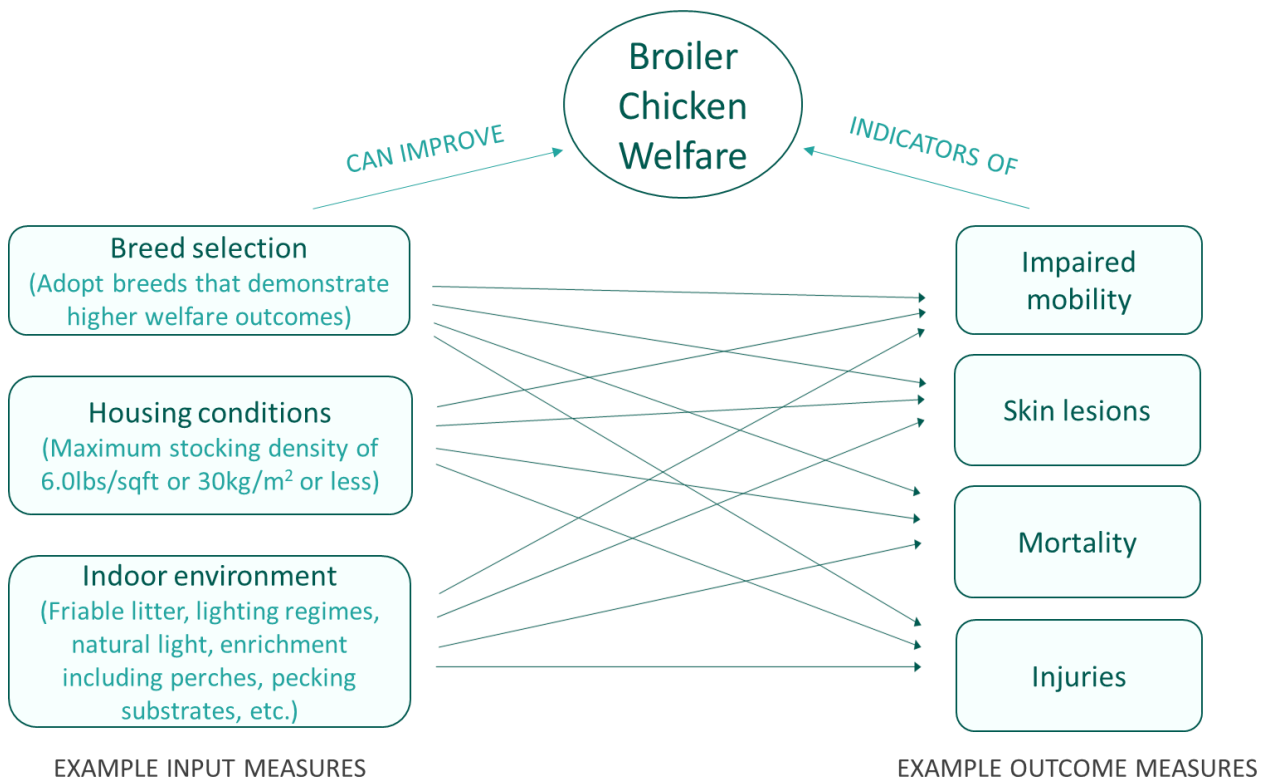 Broiler
Chicken
Welfare
CAN IMPROVE
INDICATORS OF
Breed selection
(Adopt breeds that demonstrate
higher welfare outcomes)
Housing conditions
(Maximum stocking density of
6.0lbs/sqft or 30kg/m² or less)
Indoor environment
(Friable litter, lighting regimes,
natural light, enrichment
including perches, pecking
substrates, etc.)
EXAMPLE INPUT MEASURES
Impaired
mobility
Skin lesions
Mortality
Injuries
EXAMPLE OUTCOME MEASURES